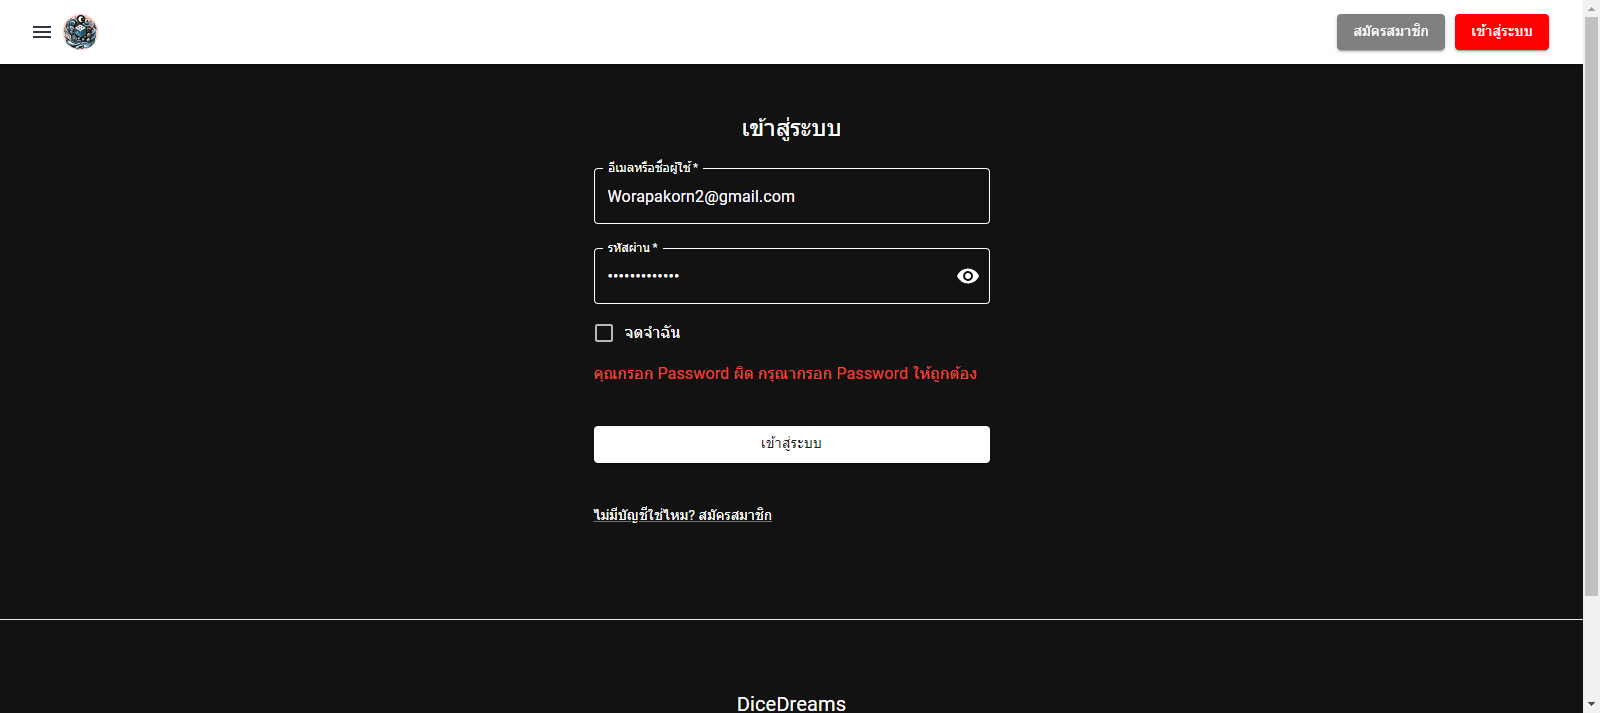 สมัครสมาชิก
เข้าสู่ระบบ
เข้าสู่ระบบ
อีเมลหรือชื่อผู้ใช้ *
Worapakorn2@gmail.com
รหัสผ่าน *
•••••••••••••
จดจำฉัน
คุณกรอก Password ผิด กรุณากรอก Password ให้ถูกต้อง
เข้าสู่ระบบ
ไม่มีบัญชีใช่ไหม? สมัครสมาชิก
DiceDreams